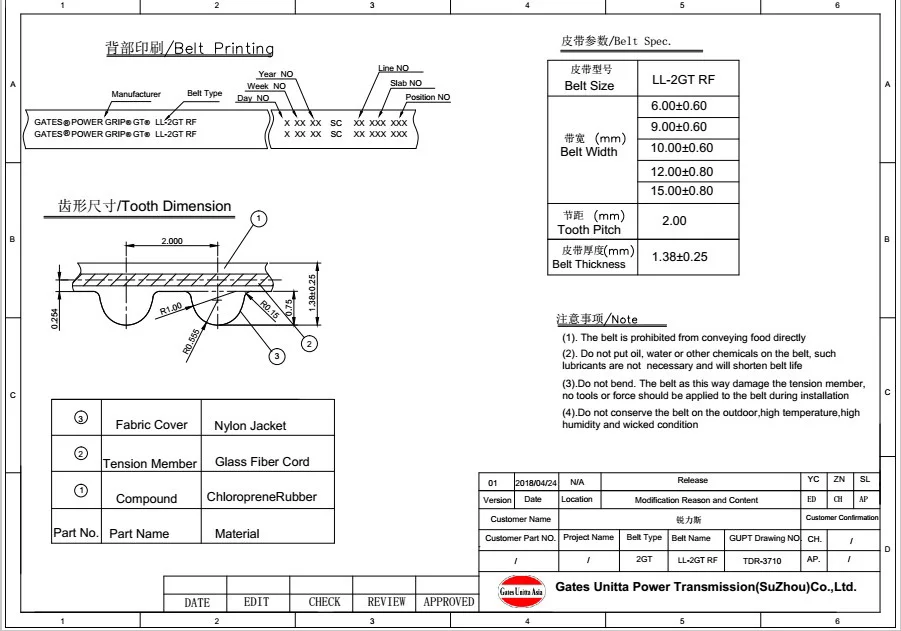 1 2 3 4 5 6
A
B
C
D
背部印刷/Belt Printing
Manufacturer
Belt Type
Year NO
Week NO
Day NO
Line NO
Slab NO
Position NO
GATES® POWER GRIP® GT® LL-2GT RF X XX XX SC XX XXX XXX
GATES® POWER GRIP® GT® LL-2GT RF X XX XX SC XX XXX XXX
皮带参数/Belt Spec.
皮带型号
Belt Size
LL-2GT RF
带宽 (mm)
Belt Width
6.00±0.60
9.00±0.60
10.00±0.60
12.00±0.80
15.00±0.80
节距 (mm)
Tooth Pitch
2.00
皮带厚度(mm)
Belt Thickness
1.38±0.25
齿形尺寸/Tooth Dimension
1
2.000
0.254
R1.00
R0.555
R0.15
0.75
1.38±0.25
2
3
注意事项/Note
(1). The belt is prohibited from conveying food directly
(2). Do not put oil, water or other chemicals on the belt, such
lubricants are not necessary and will shorten belt life
(3).Do not bend. The belt as this way damage the tension member,
no tools or force should be applied to the belt during installation
(4).Do not conserve the belt on the outdoor,high temperature,high
humidity and wicked condition
3 Fabric Cover Nylon Jacket
2 Tension Member Glass Fiber Cord
1 Compound ChloropreneRubber
Part No. Part Name Material
01 2018/04/24 N/A Release YC ZN SL
Version Date Location Modification Reason and Content ED CH AP
Customer Name 锐力斯 Customer Confirmation
Customer Part NO. Project Name Belt Type Belt Name GUPT Drawing NO. CH. /
/ / 2GT LL-2GT RF TDR-3710 AP. /
Gates Unitta Asia
Gates Unitta Power Transmission(SuZhou)Co.,Ltd.
DATE EDIT CHECK REVIEW APPROVED
A
B
C
D
1 2 3 4 5 6